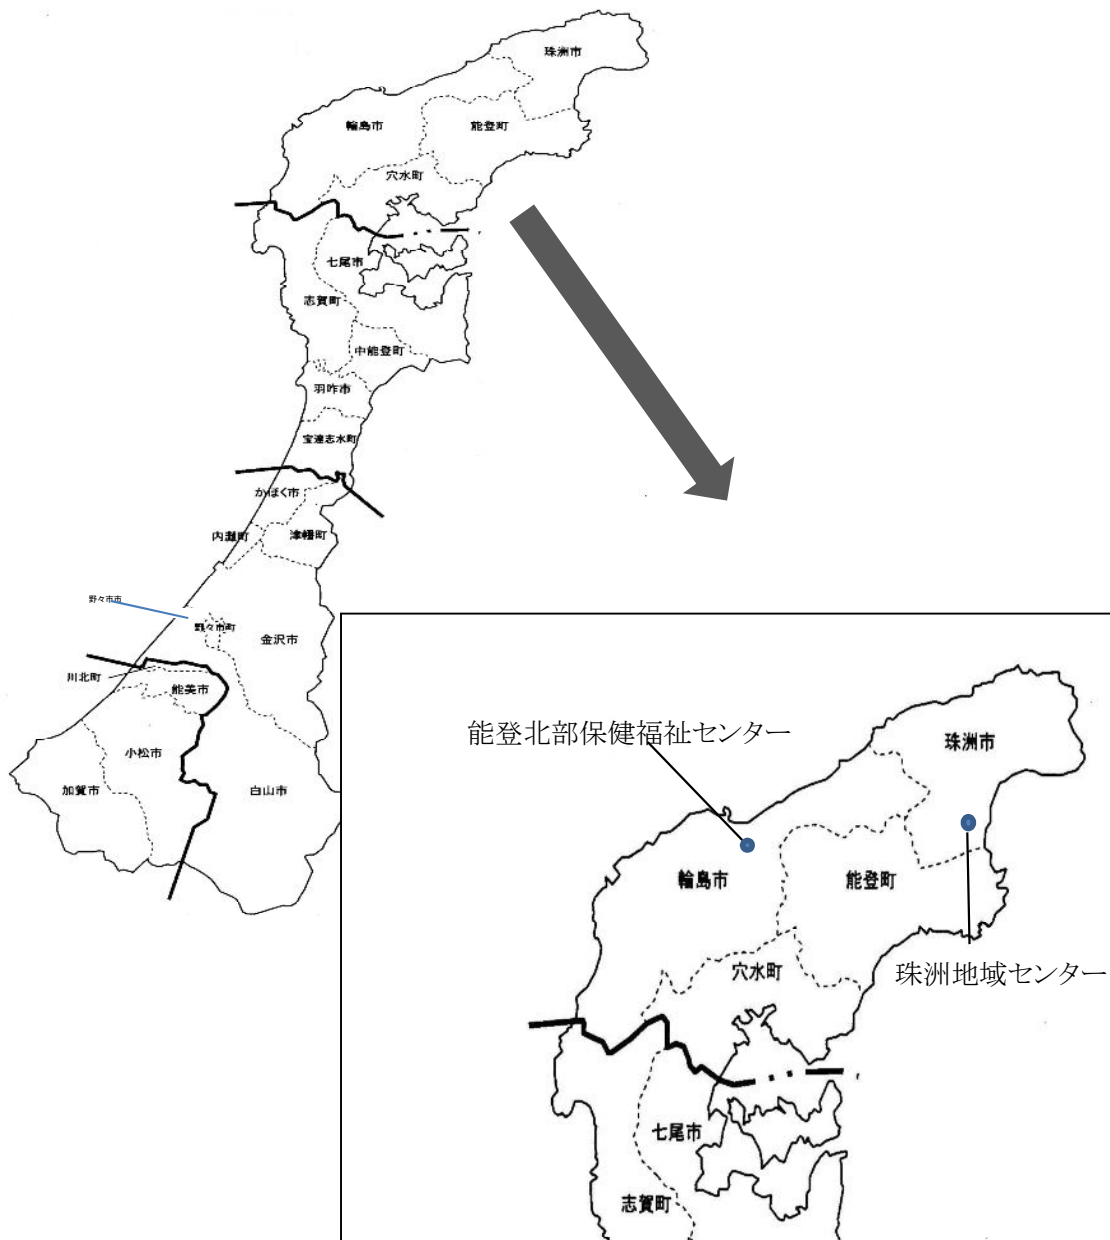 珠洲市
輪島市
能登町
穴水町
七尾市
志賀町
中能登町
羽咋市
宝達志水町
かほく市
内灘町
津幡町
野々市市
野々市町
金沢市
川北町
能美市
小松市
加賀市
白山市
能登北部保健福祉センター
珠洲市
輪島市
能登町
穴水町
珠洲地域センター
七尾市
志賀町